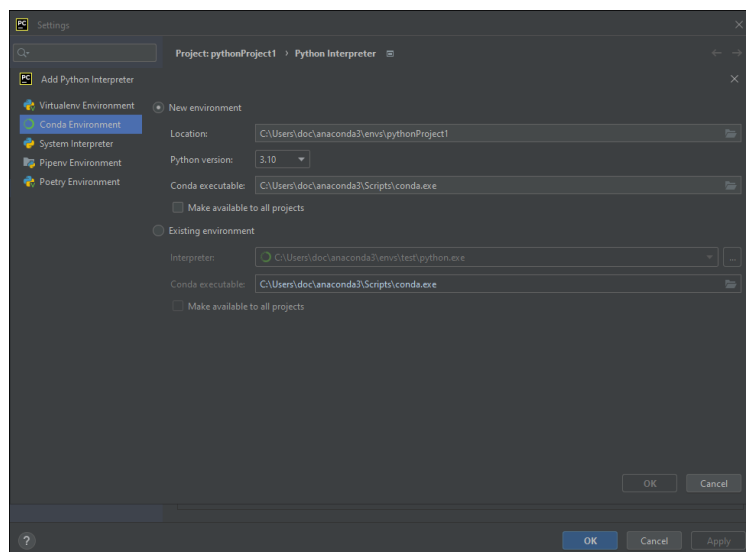 PC Settings
Project: pythonProject1 › Python Interpreter
PC Add Python Interpreter
Virtualenv Environment
Conda Environment
System Interpreter
Pipenv Environment
Poetry Environment
New environment
Location: C:\Users\doc\anaconda3\envs\pythonProject1
Python version: 3.10
Conda executable: C:\Users\doc\anaconda3\Scripts\conda.exe
Make available to all projects
Existing environment
Interpreter: C:\Users\doc\anaconda3\envs\test\python.exe ...
Conda executable: C:\Users\doc\anaconda3\Scripts\conda.exe
Make available to all projects
OK Cancel
? OK Cancel Apply